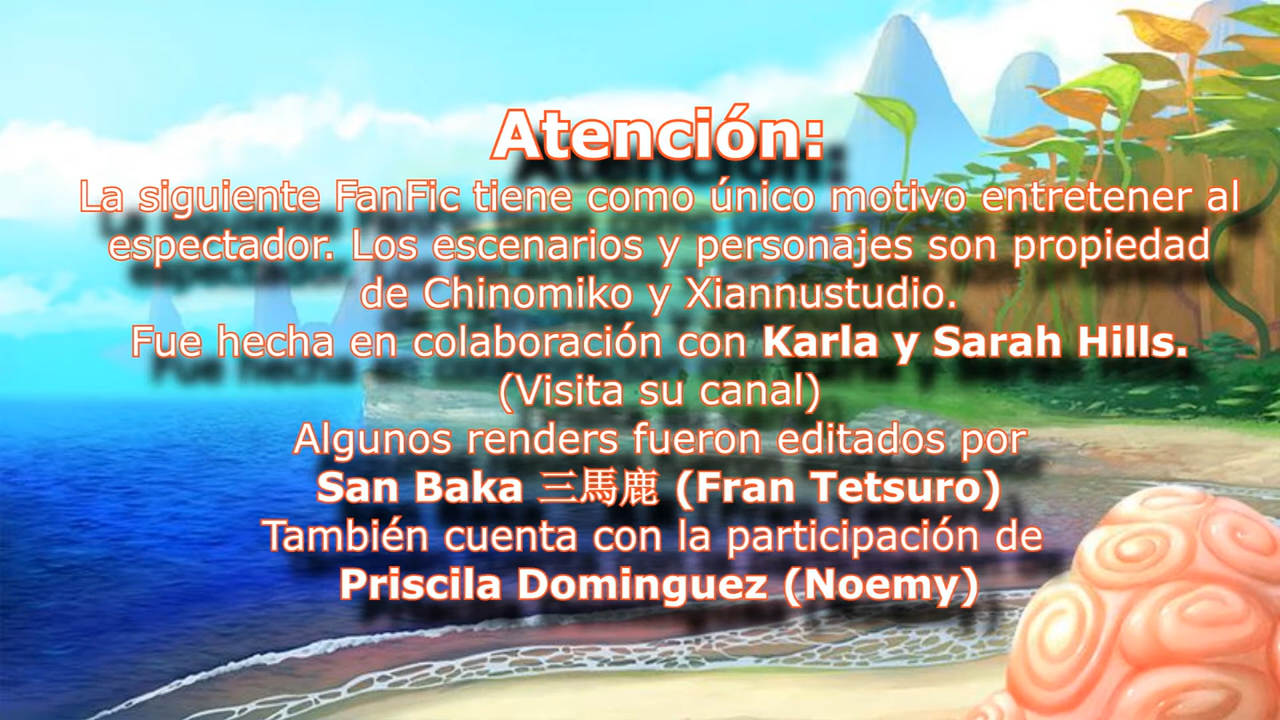 Atención:
La siguiente FanFic tiene como único motivo entretener al
espectador. Los escenarios y personajes son propiedad
de Chinomiko y Xiannustudio.
Fue hecha en colaboración con Karla y Sarah Hills.
(Visita su canal)
Algunos renders fueron editados por
San Baka 三馬鹿 (Fran Tetsuro)
También cuenta con la participación de
Priscila Dominguez (Noemy)